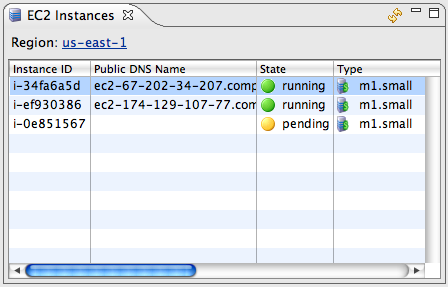 EC2 Instances
Region: us-east-1
Instance ID Public DNS Name State Type
i-34fa6a5d ec2-67-202-34-207.comp running m1.small
i-ef930386 ec2-174-129-107-77.com running m1.small
i-0e851567 pending m1.small